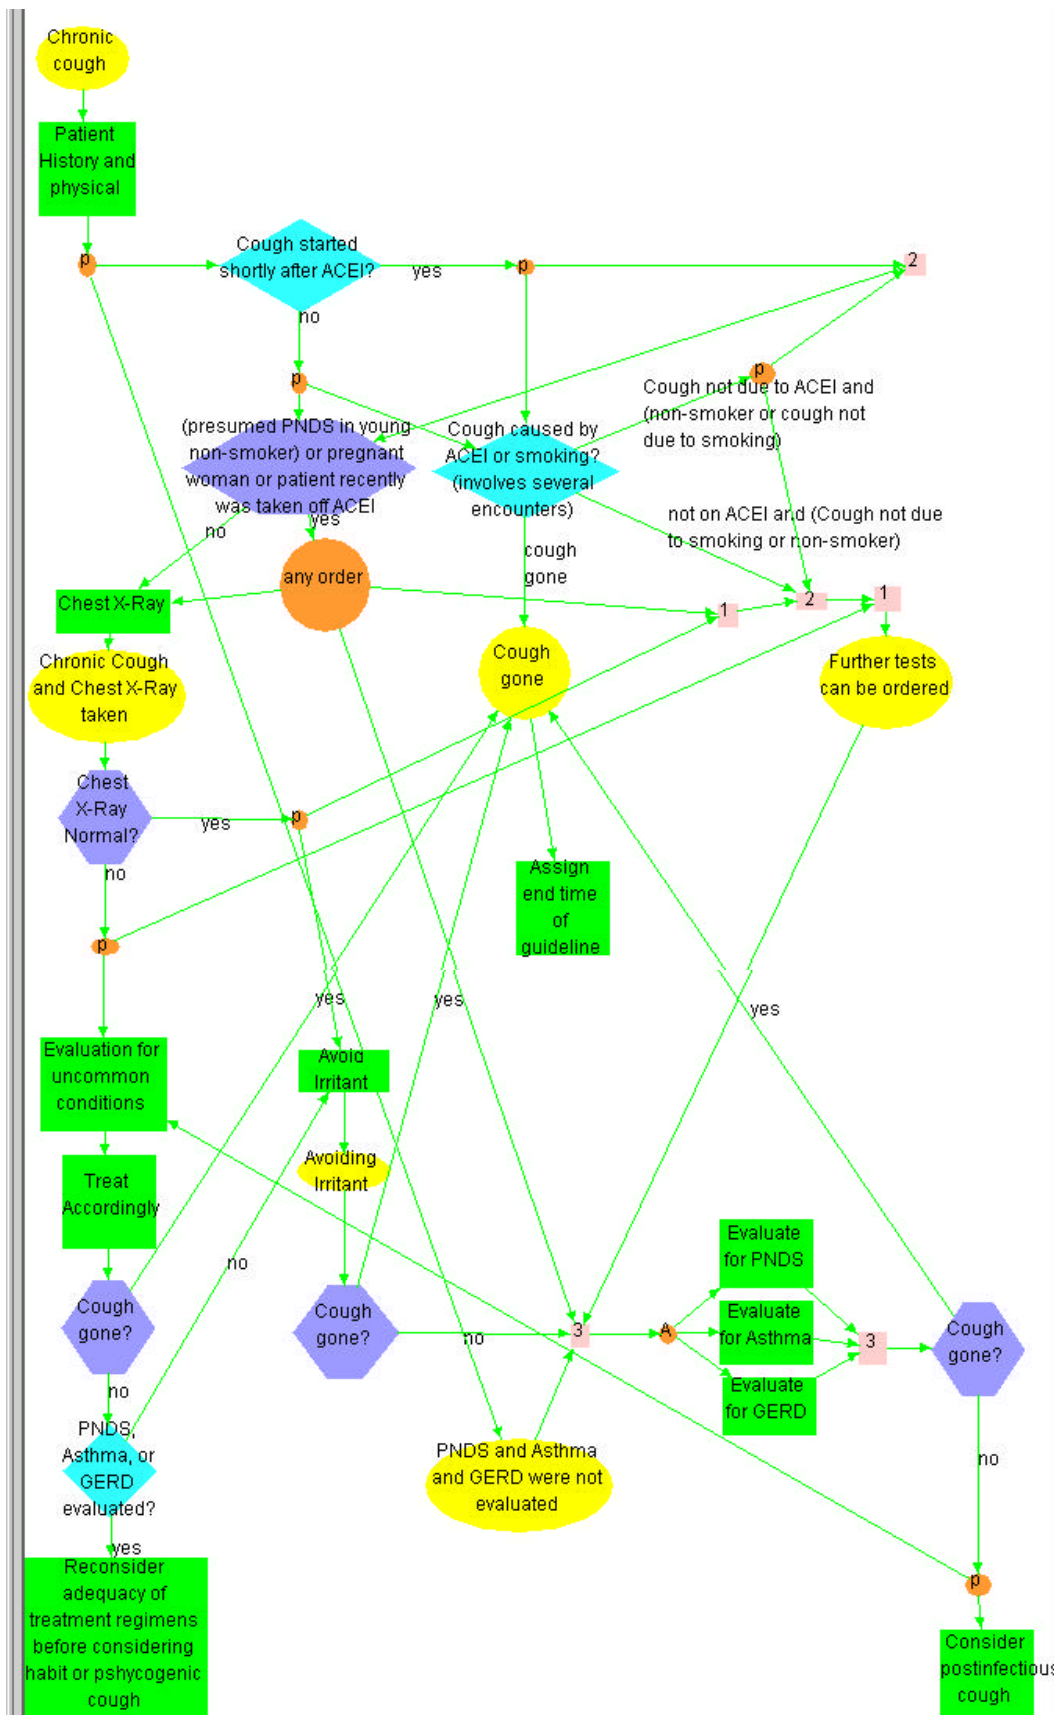 Chronic
cough
Patient
History and
physical
p
Cough started
shortly after ACEI?
yes
p
2
no
p
p
Cough not due to ACEI and
(non-smoker or cough not
due to smoking)
(presumed PNDS in young
non-smoker) or pregnant
woman or patient recently
was taken off ACEI
Cough caused by
ACEI or smoking?
(involves several
encounters)
no
yes
not on ACEI and (Cough not due
to smoking or non-smoker)
cough
gone
any order
Chest X-Ray
1
2
1
Chronic Cough
and Chest X-Ray
taken
Cough
gone
Further tests
can be ordered
Chest
X-Ray
Normal?
yes
p
no
Assign
end time
of
guideline
p
yes
yes
yes
Evaluation for
uncommon
conditions
Avoid
Irritant
Avoiding
Irritant
Treat
Accordingly
no
Evaluate
for PNDS
Cough
gone?
Cough
gone?
no
3
A
Evaluate
for Asthma
3
Cough
gone?
Evaluate
for GERD
no
PNDS,
Asthma, or
GERD
evaluated?
PNDS and Asthma
and GERD were not
evaluated
no
yes
Reconsider
adequacy of
treatment regimens
before considering
habit or pshycogenic
cough
p
Consider
postinfectious
cough